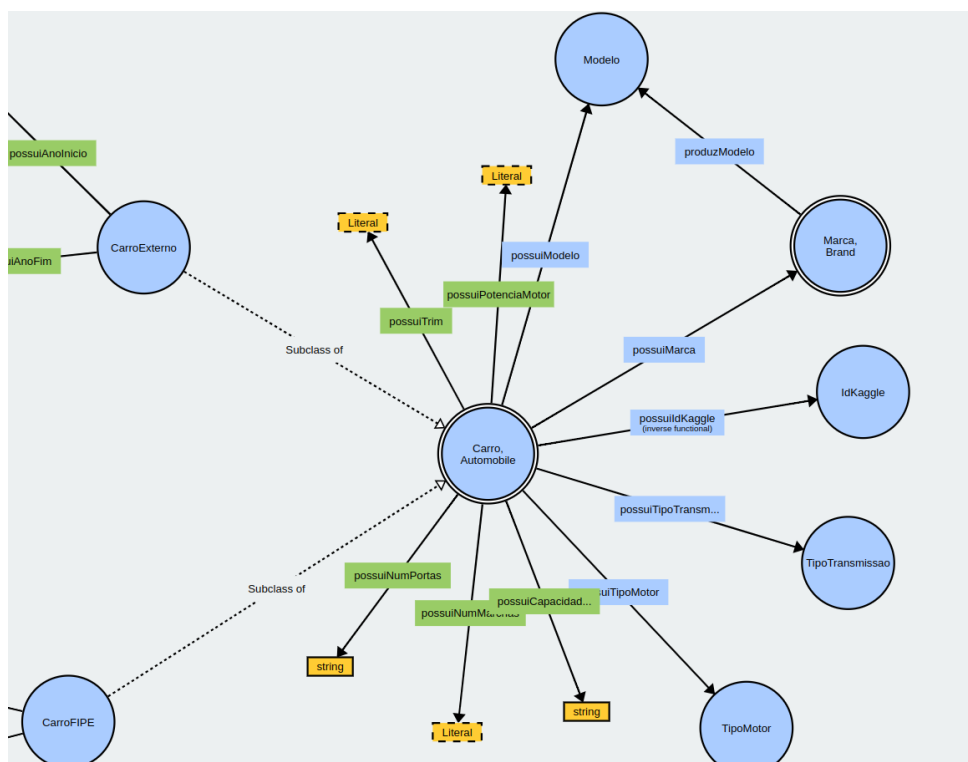 Modelo
possuiAnoInicio
produzModelo
Literal
Literal
CarroExterno
Marca,
Brand
possuiModelo
uiAnoFim
possuiPotenciaMotor
possuiTrim
Subclass of
possuiMarca
IdKaggle
possuiIdKaggle
(inverse functional)
Carro,
Automobile
possuiTipoTransm...
TipoTransmissao
possuiNumPortas
Subclass of
uiTipoMotor
possuiCapacidad...
possuiNumMarchas
string
string
CarroFIPE
Literal
TipoMotor